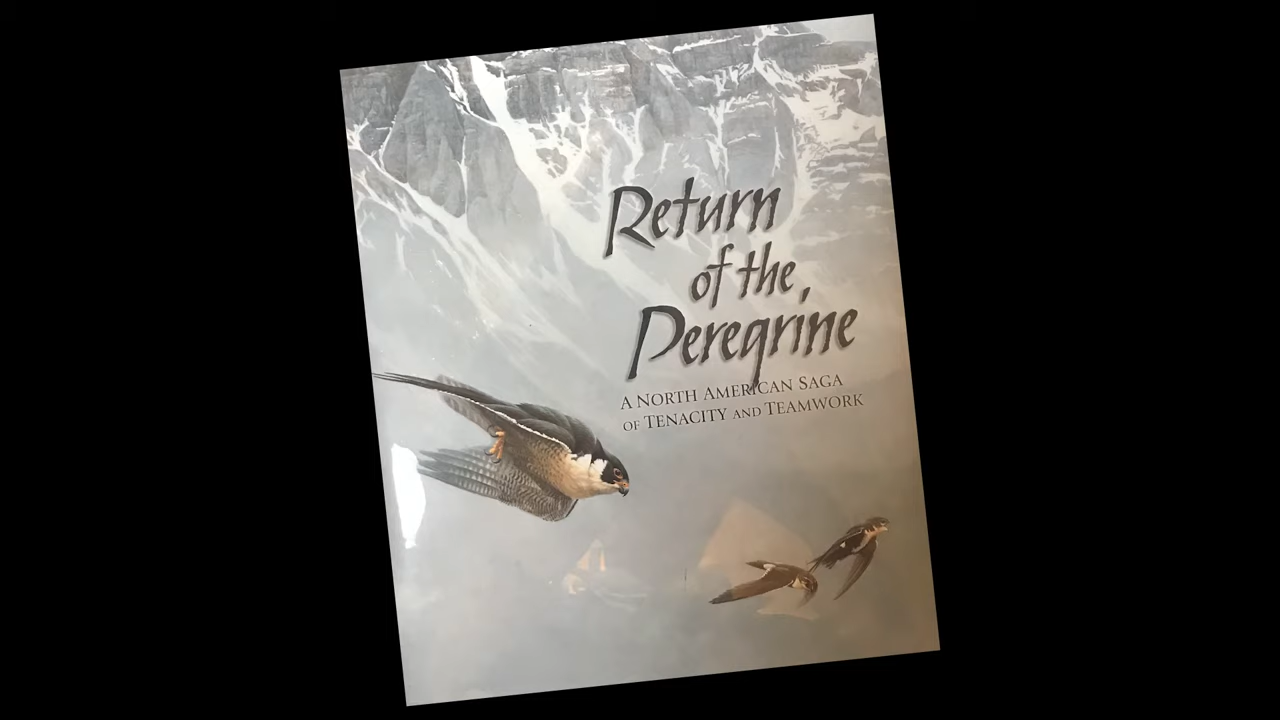 Return
of the
Peregrine
A NORTH AMERICAN SAGA
OF TENACITY AND TEAMWORK